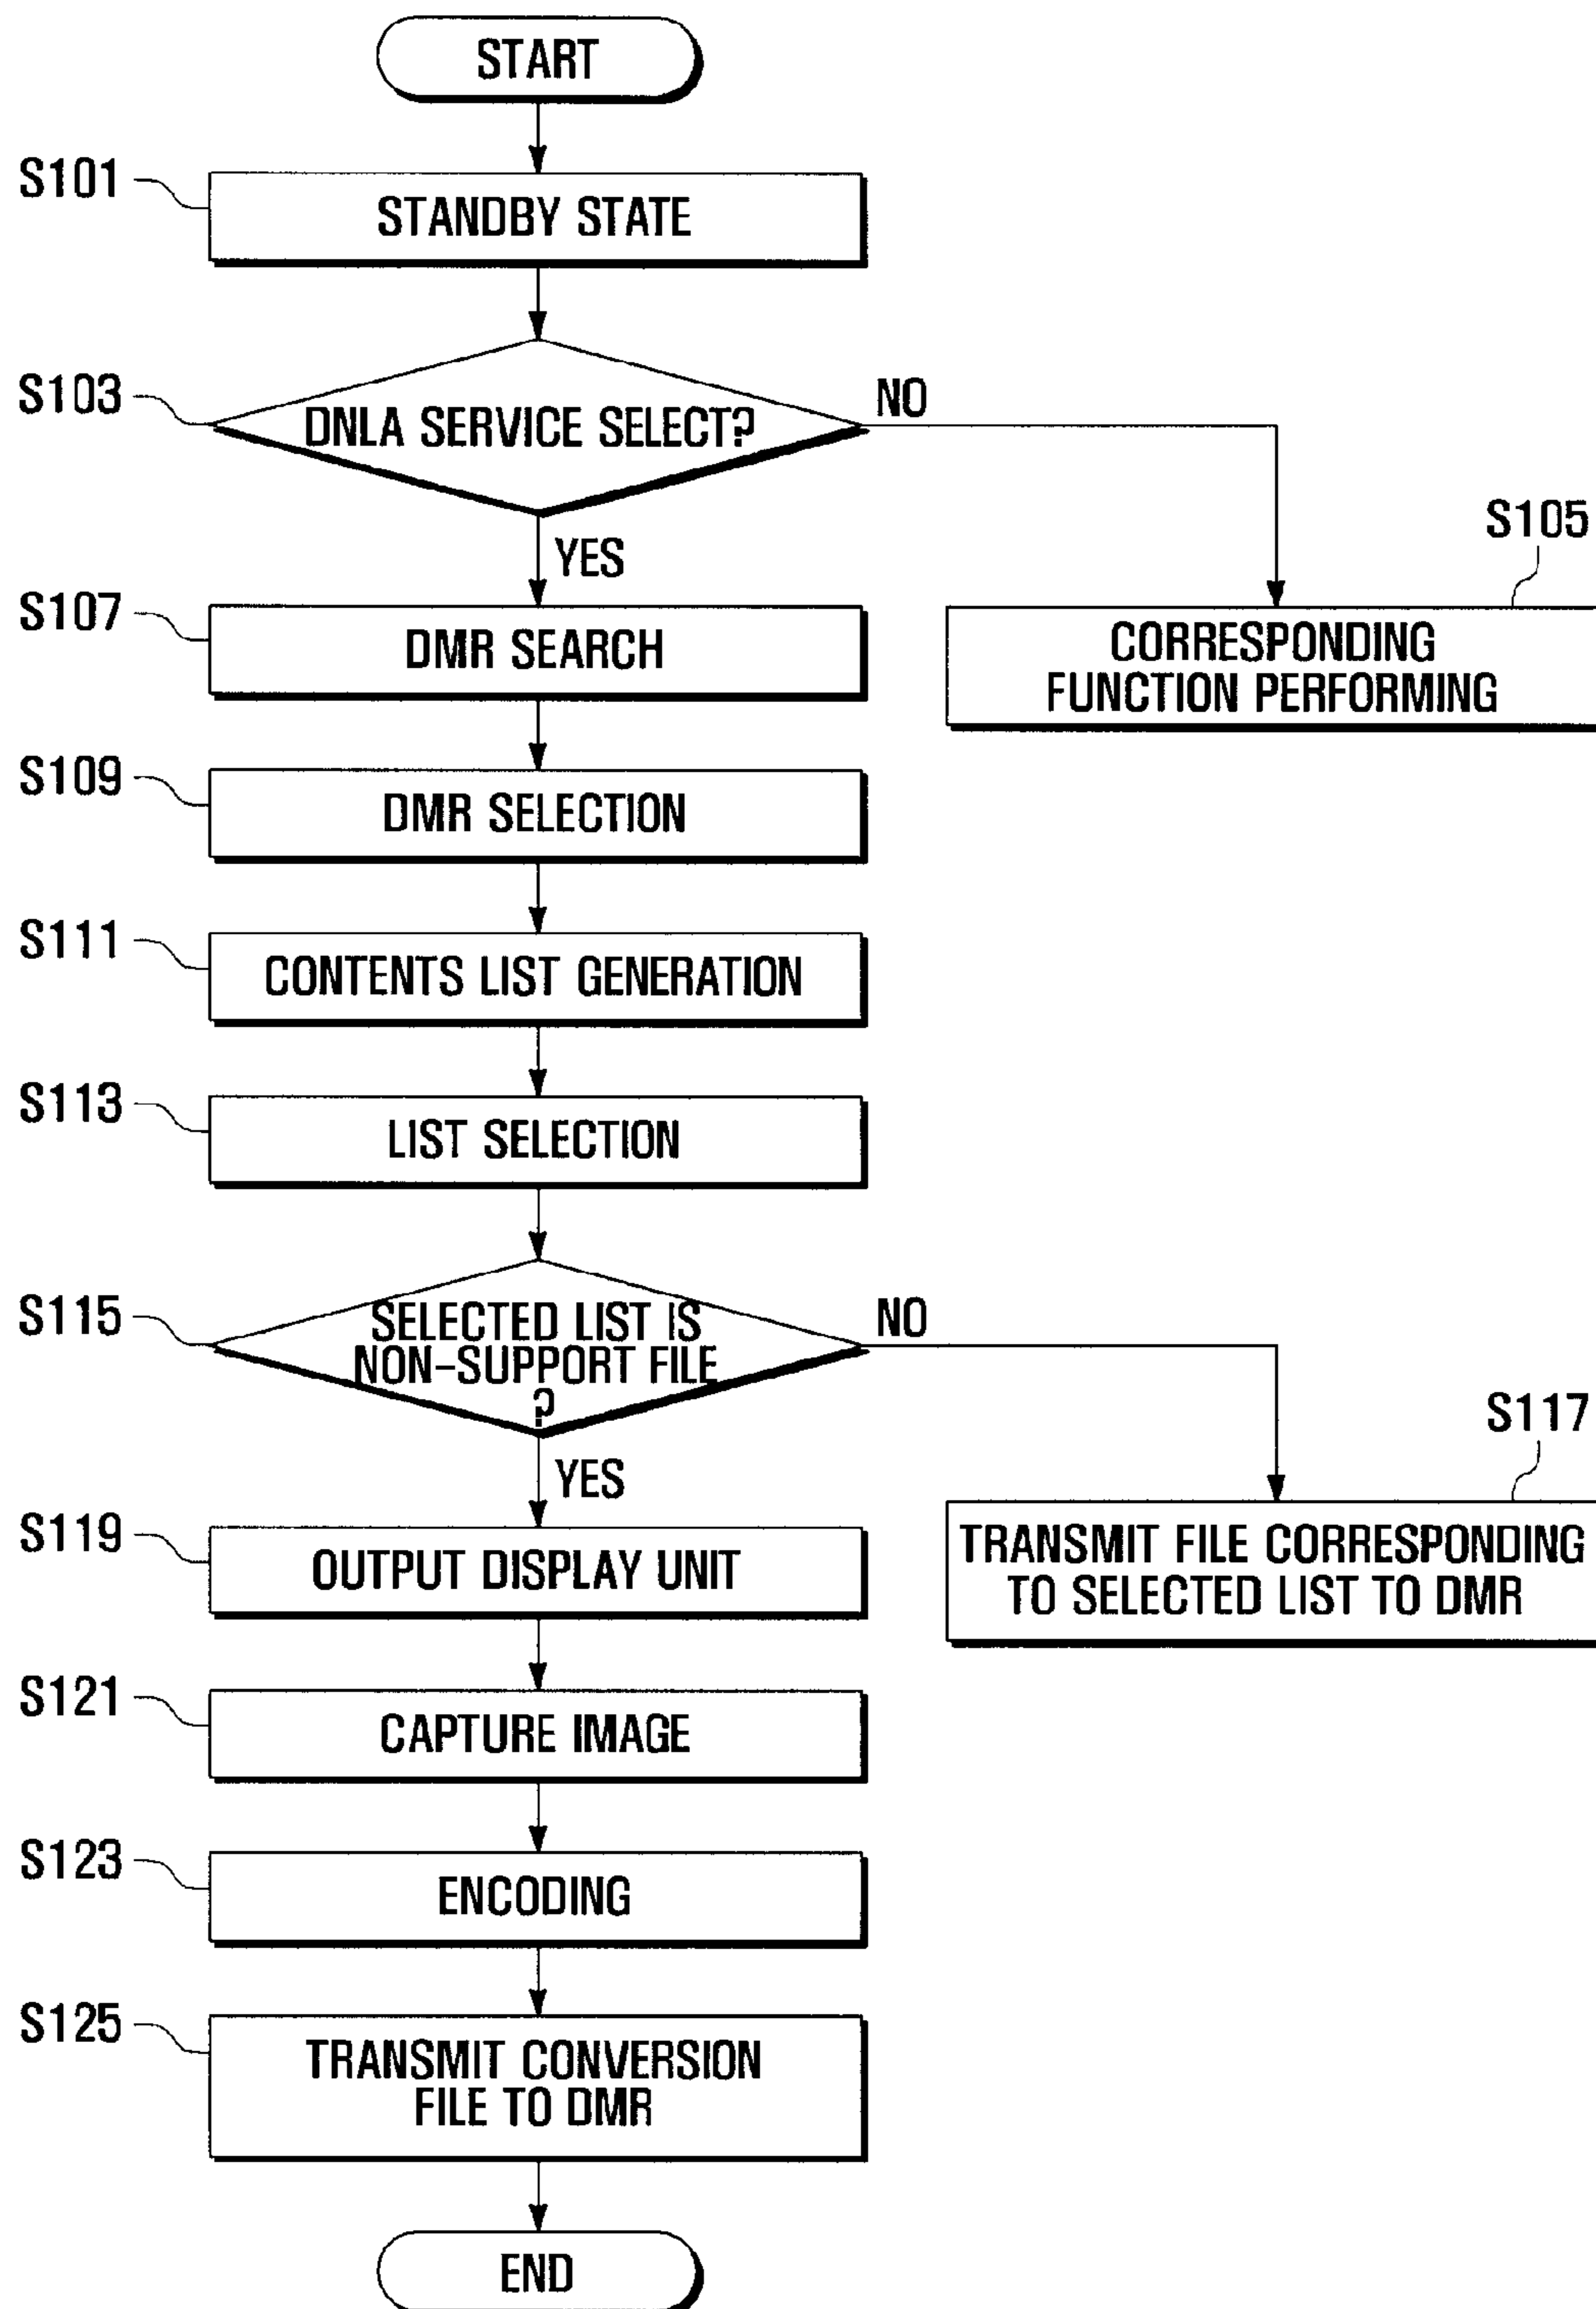 START
S101
STANDBY STATE
S103
DNLA SERVICE SELECT?
NO
YES
S105
CORRESPONDING
FUNCTION PERFORMING
S107
DMR SEARCH
S109
DMR SELECTION
S111
CONTENTS LIST GENERATION
S113
LIST SELECTION
S115
SELECTED LIST IS
NON-SUPPORT FILE
?
NO
YES
S117
TRANSMIT FILE CORRESPONDING
TO SELECTED LIST TO DMR
S119
OUTPUT DISPLAY UNIT
S121
CAPTURE IMAGE
S123
ENCODING
S125
TRANSMIT CONVERSION
FILE TO DMR
END